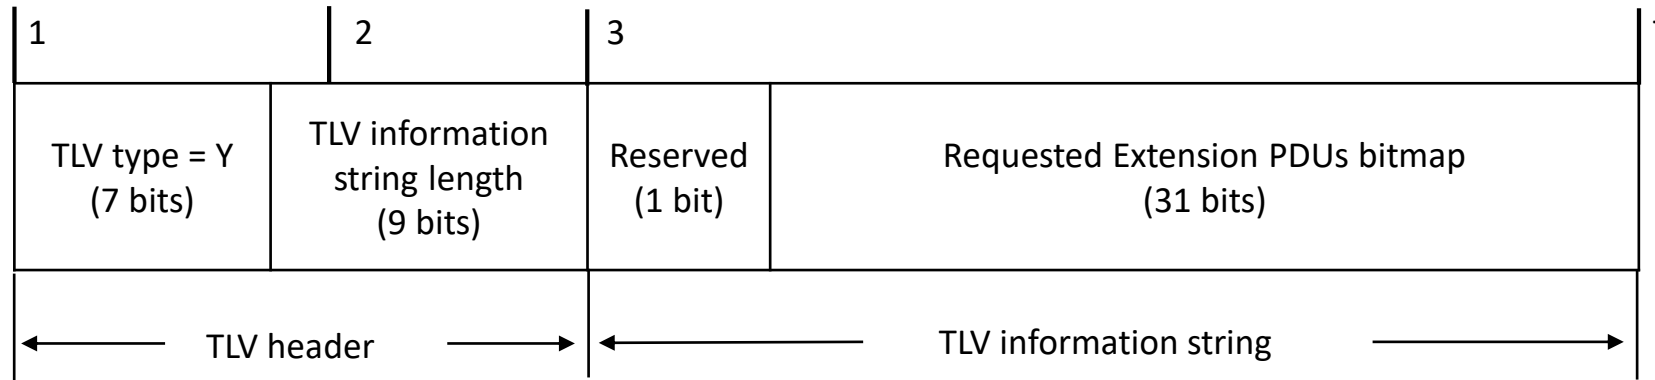 1
2
3
TLV type = Y
(7 bits)
TLV information
string length
(9 bits)
Reserved
(1 bit)
Requested Extension PDUs bitmap
(31 bits)
TLV header
TLV information string